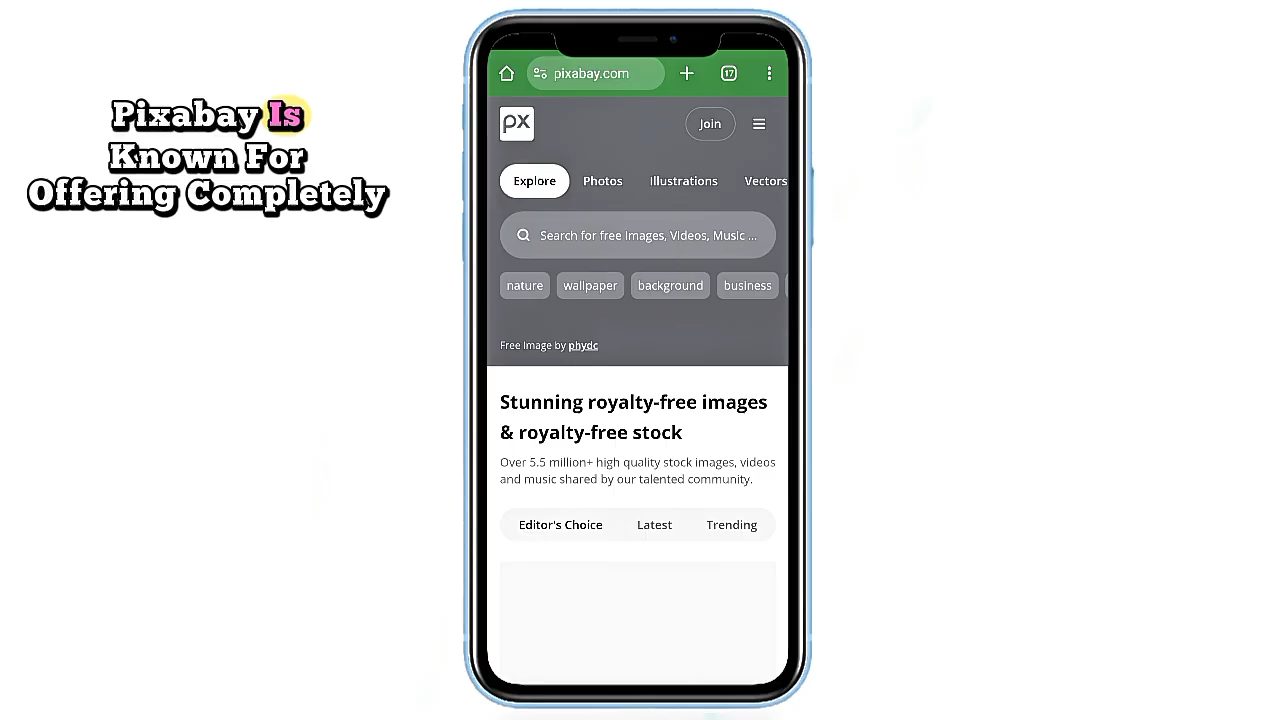 Pixabay Is
Known For
Offering Completely
17
pixabay.com
px
Join
Explore Photos Illustrations Vectors
Search for free Images, Videos, Music ...
nature wallpaper background business
Free image by phydc
Stunning royalty-free images
& royalty-free stock
Over 5.5 million+ high quality stock images, videos
and music shared by our talented community.
Editor's Choice Latest Trending